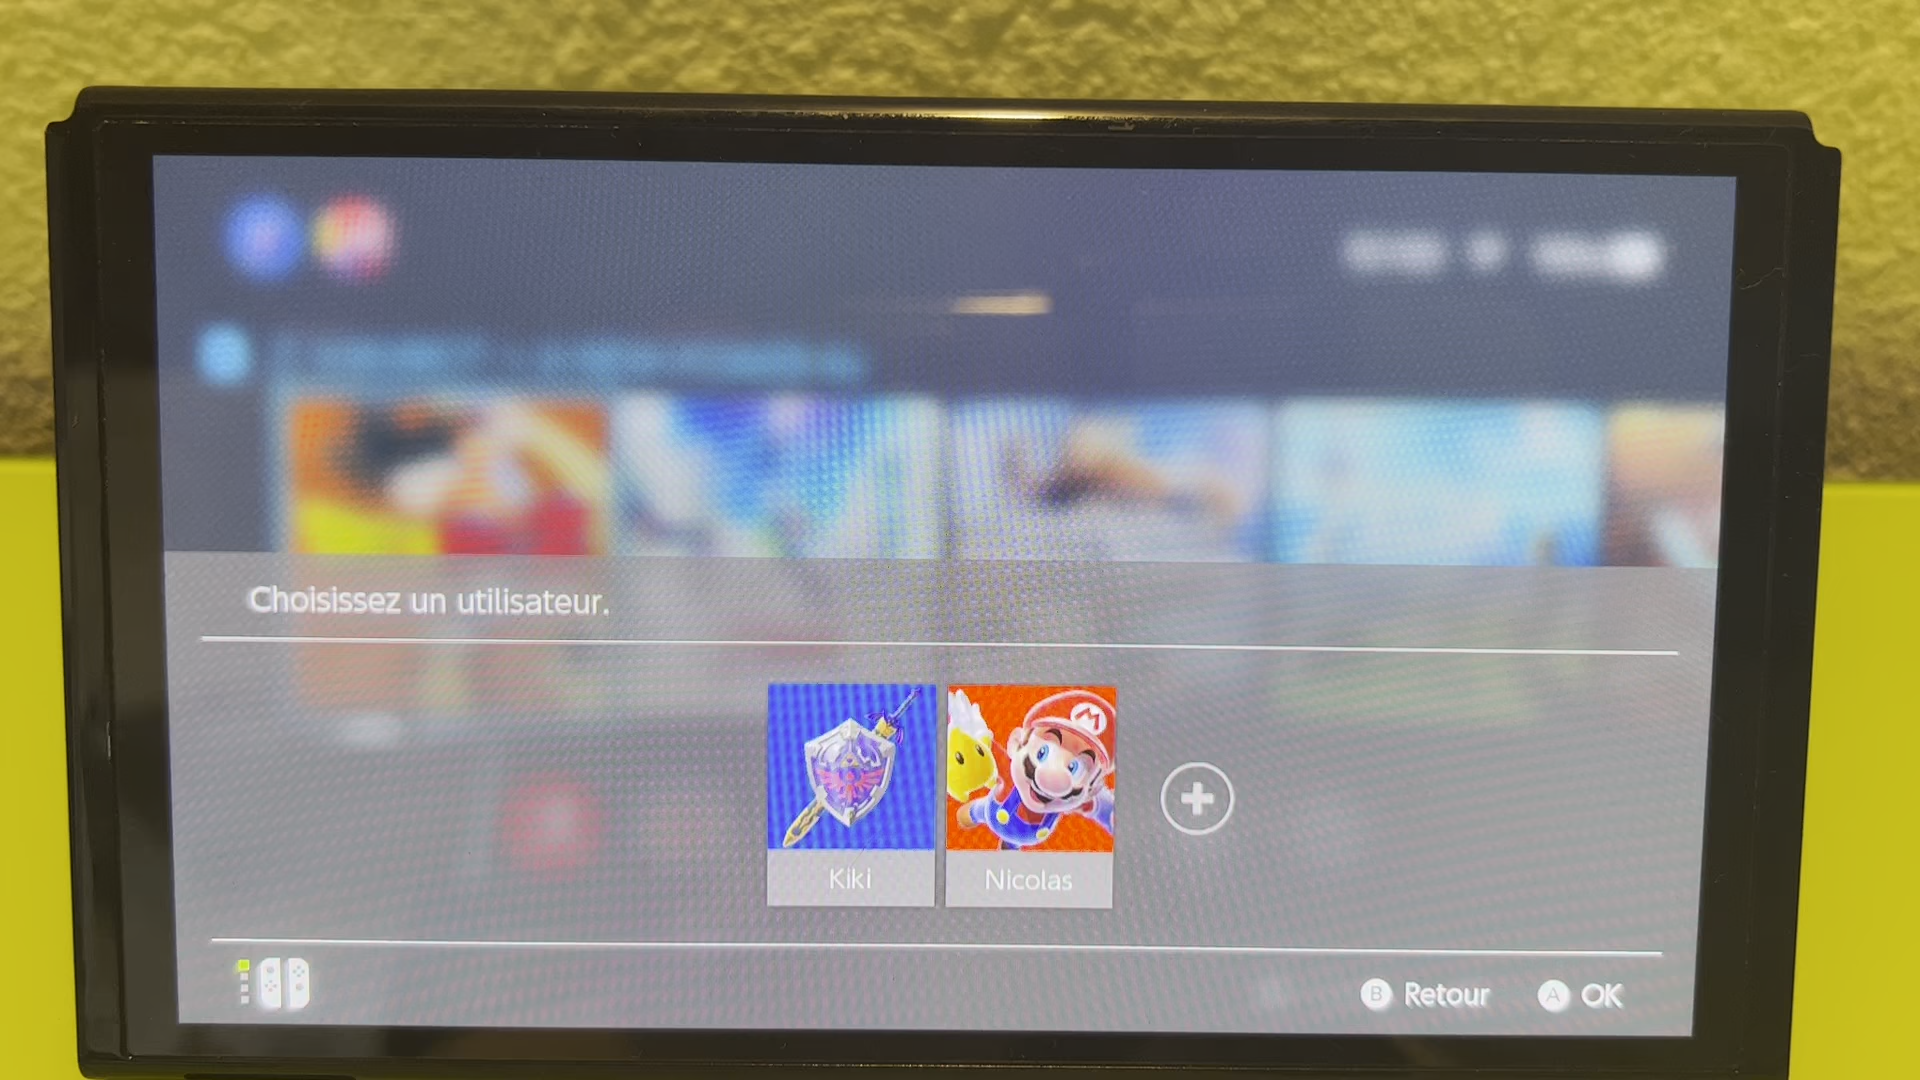 Choisissez un utilisateur.
Kiki
Nicolas
B Retour
A OK